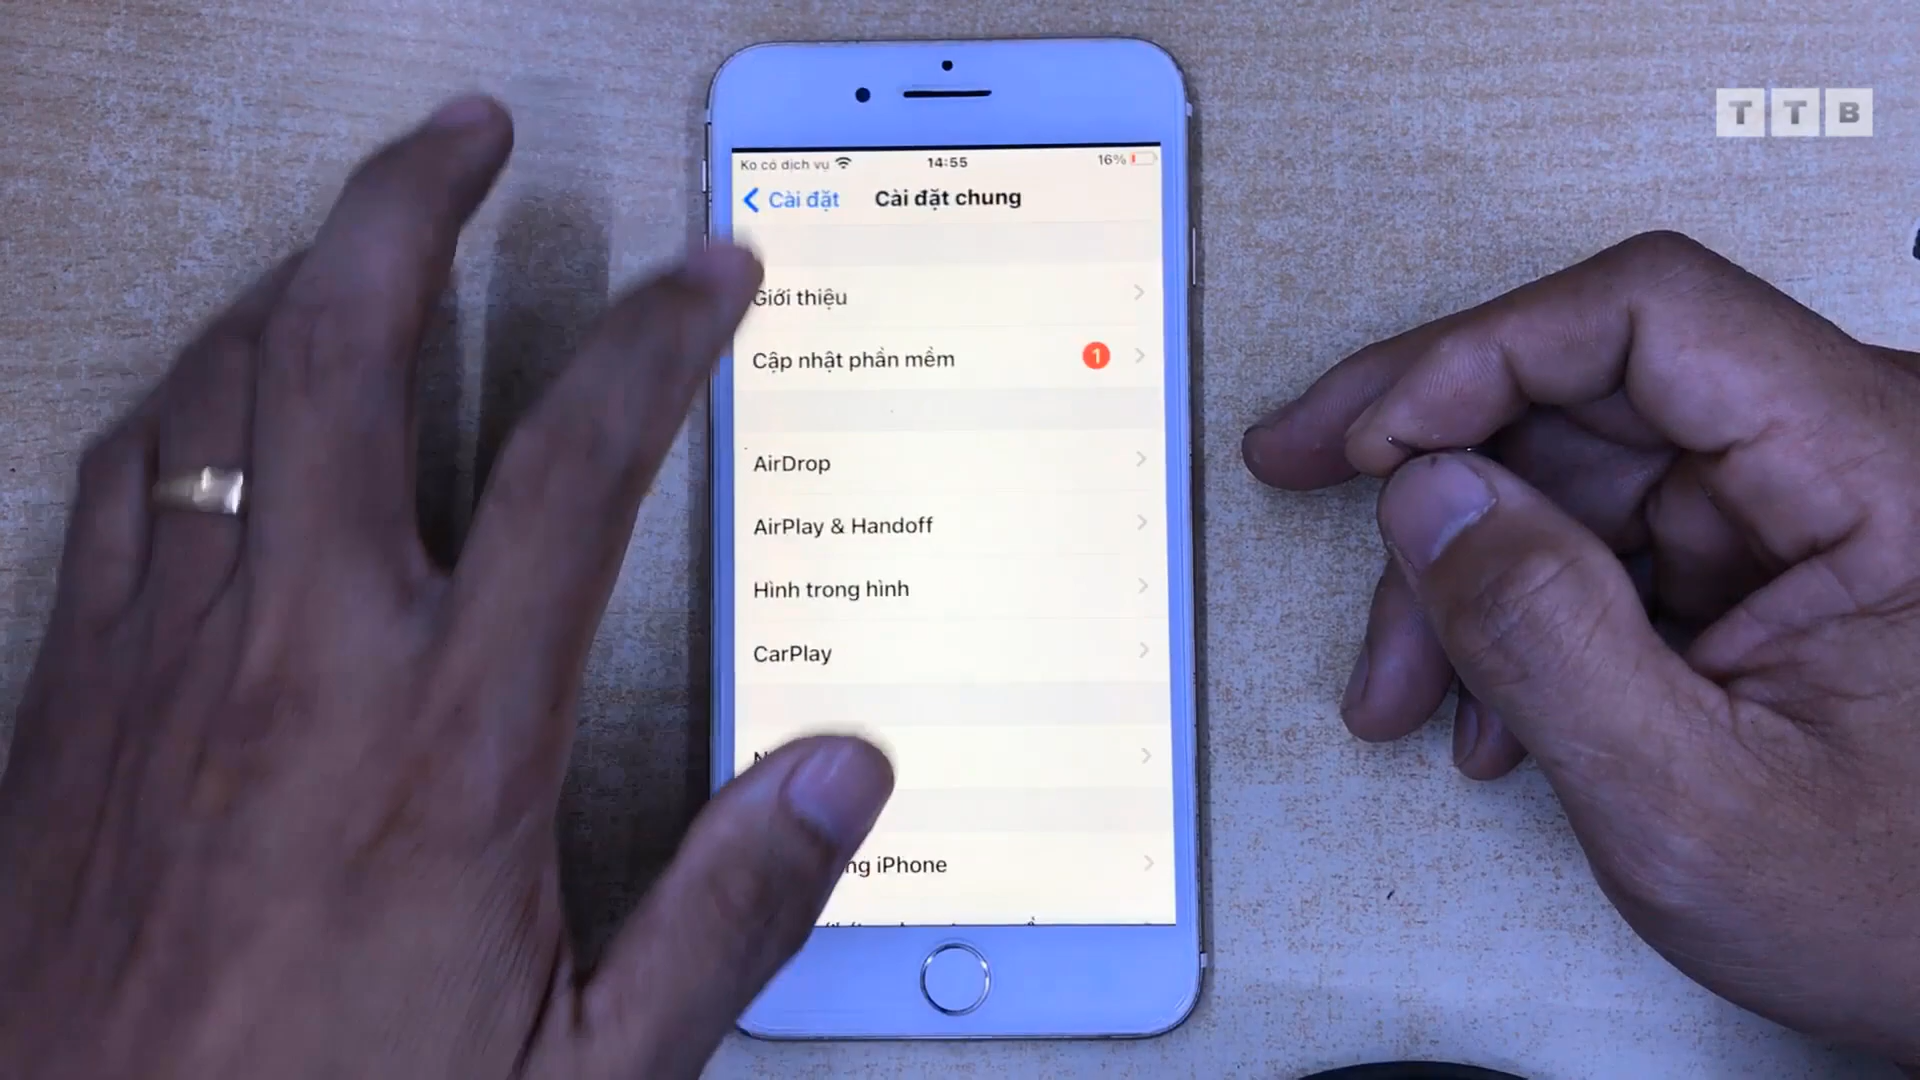 TTB
Ko có dịch vụ 14:55 16%
Cài đặt Cài đặt chung
Giới thiệu
Cập nhật phần mềm 1
AirDrop
AirPlay & Handoff
Hình trong hình
CarPlay
iPhone